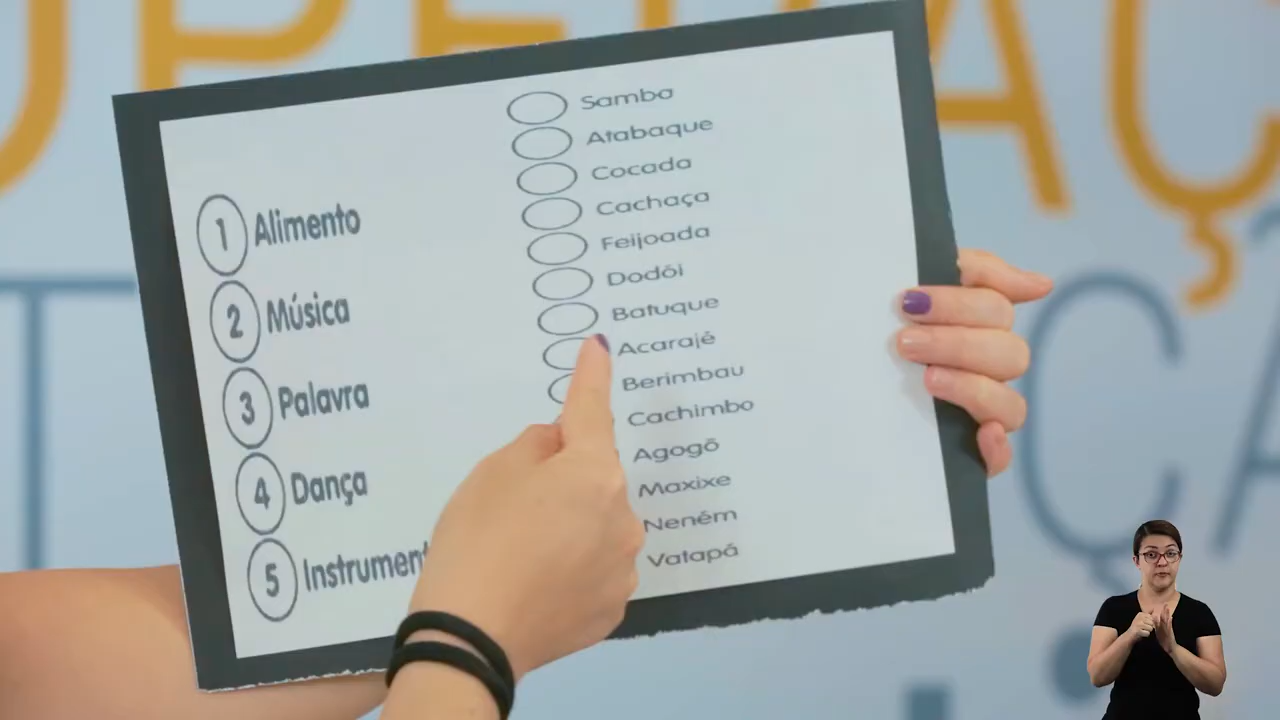 1 Alimento
2 Música
3 Palavra
4 Dança
5 Instrument
Samba
Atabaque
Cocada
Cachaça
Feijoada
Dodói
Batuque
Acarajé
Berimbau
Cachimbo
Agogô
Maxixe
Neném
Vatapá